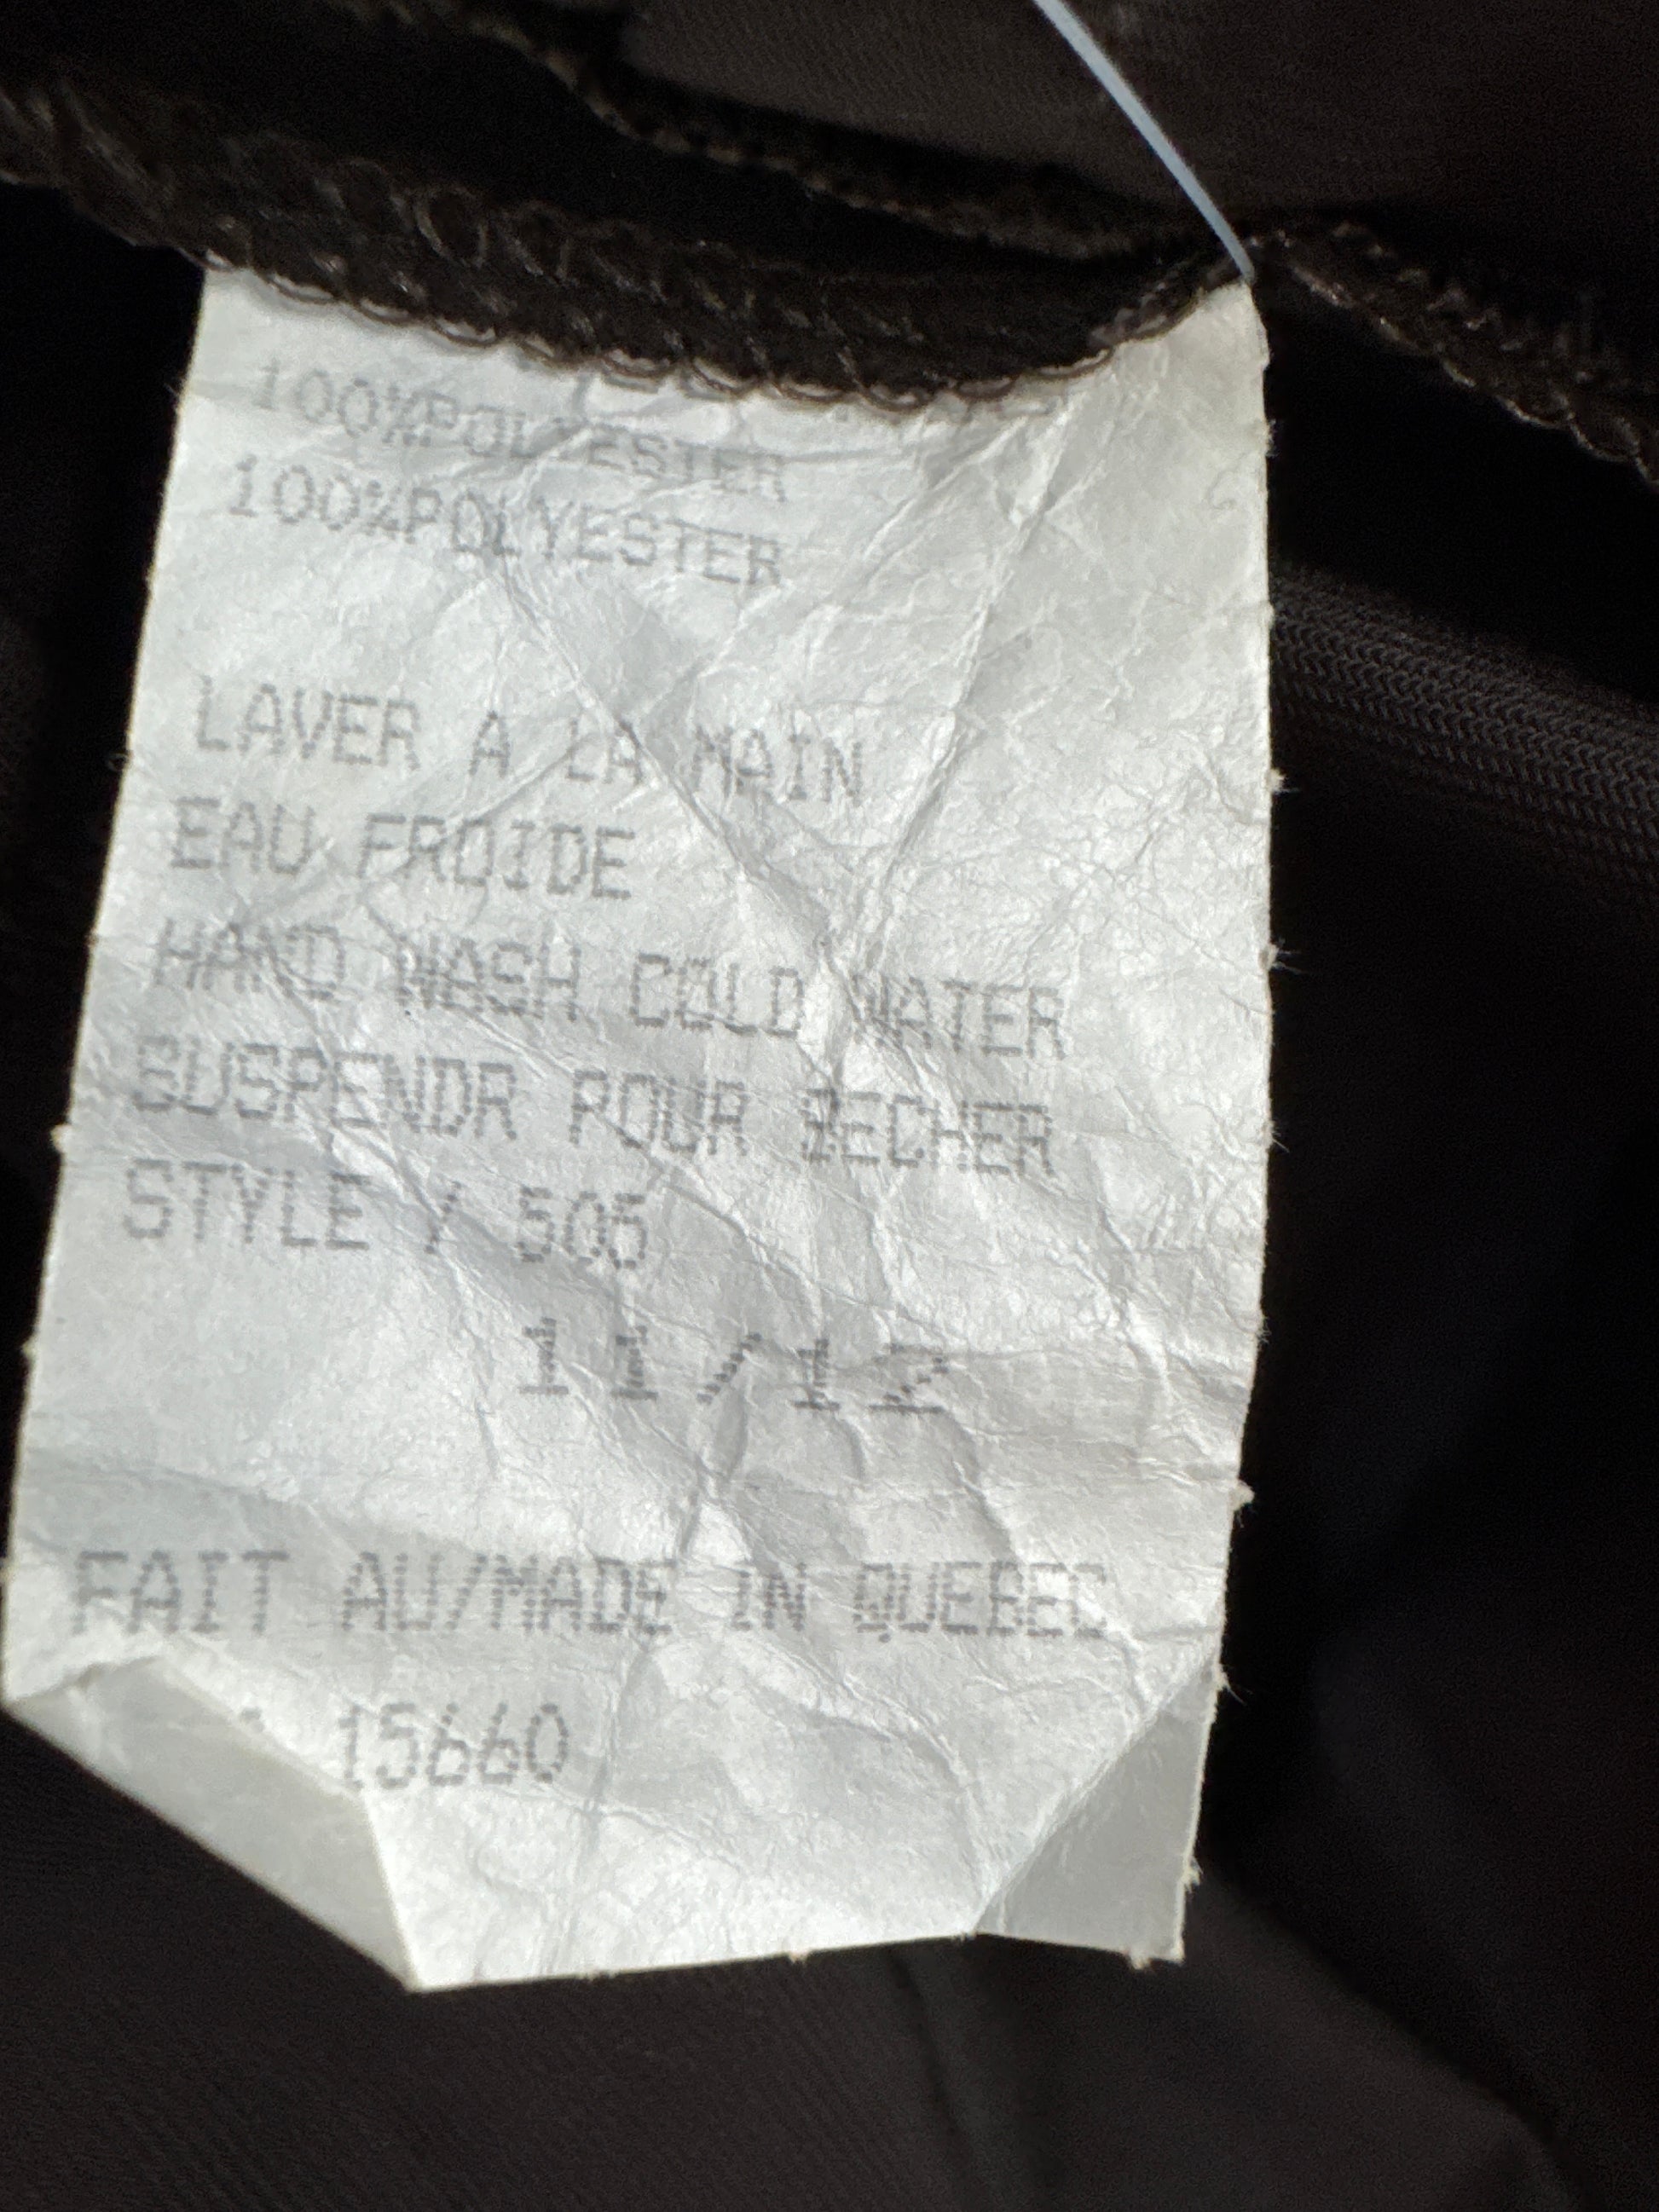 100%POLYESTER
100%POLYESTER
LAVER A LA MAIN
EAU FROIDE
HAND WASH COLD WATER
SUSPENDR POUR SECHER
STYLE / 505
11/12
FAIT AU/MADE IN QUEBEC
15660